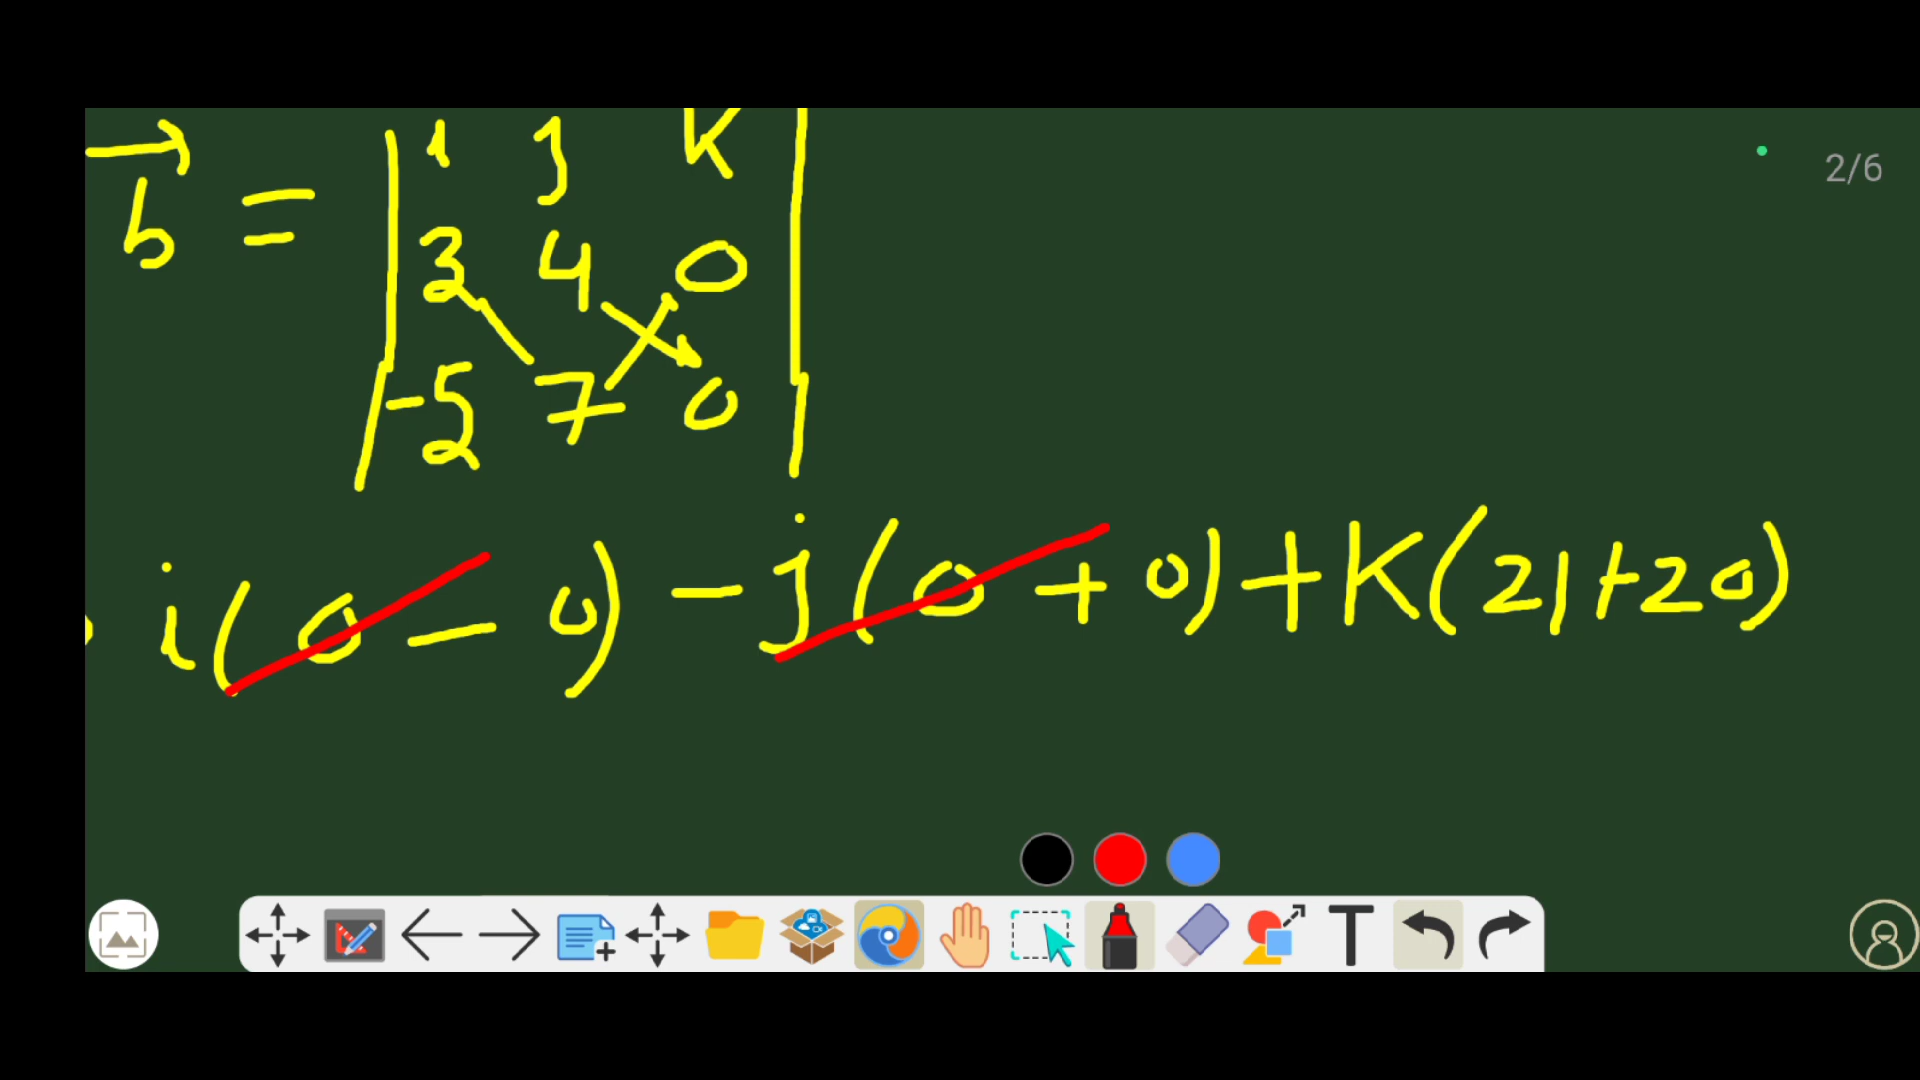 2/6
b = | i j k |
| 3 4 0 |
| -5 7 0 |
i(0 - 0) - j(0 + 0) + K(21+20)
T